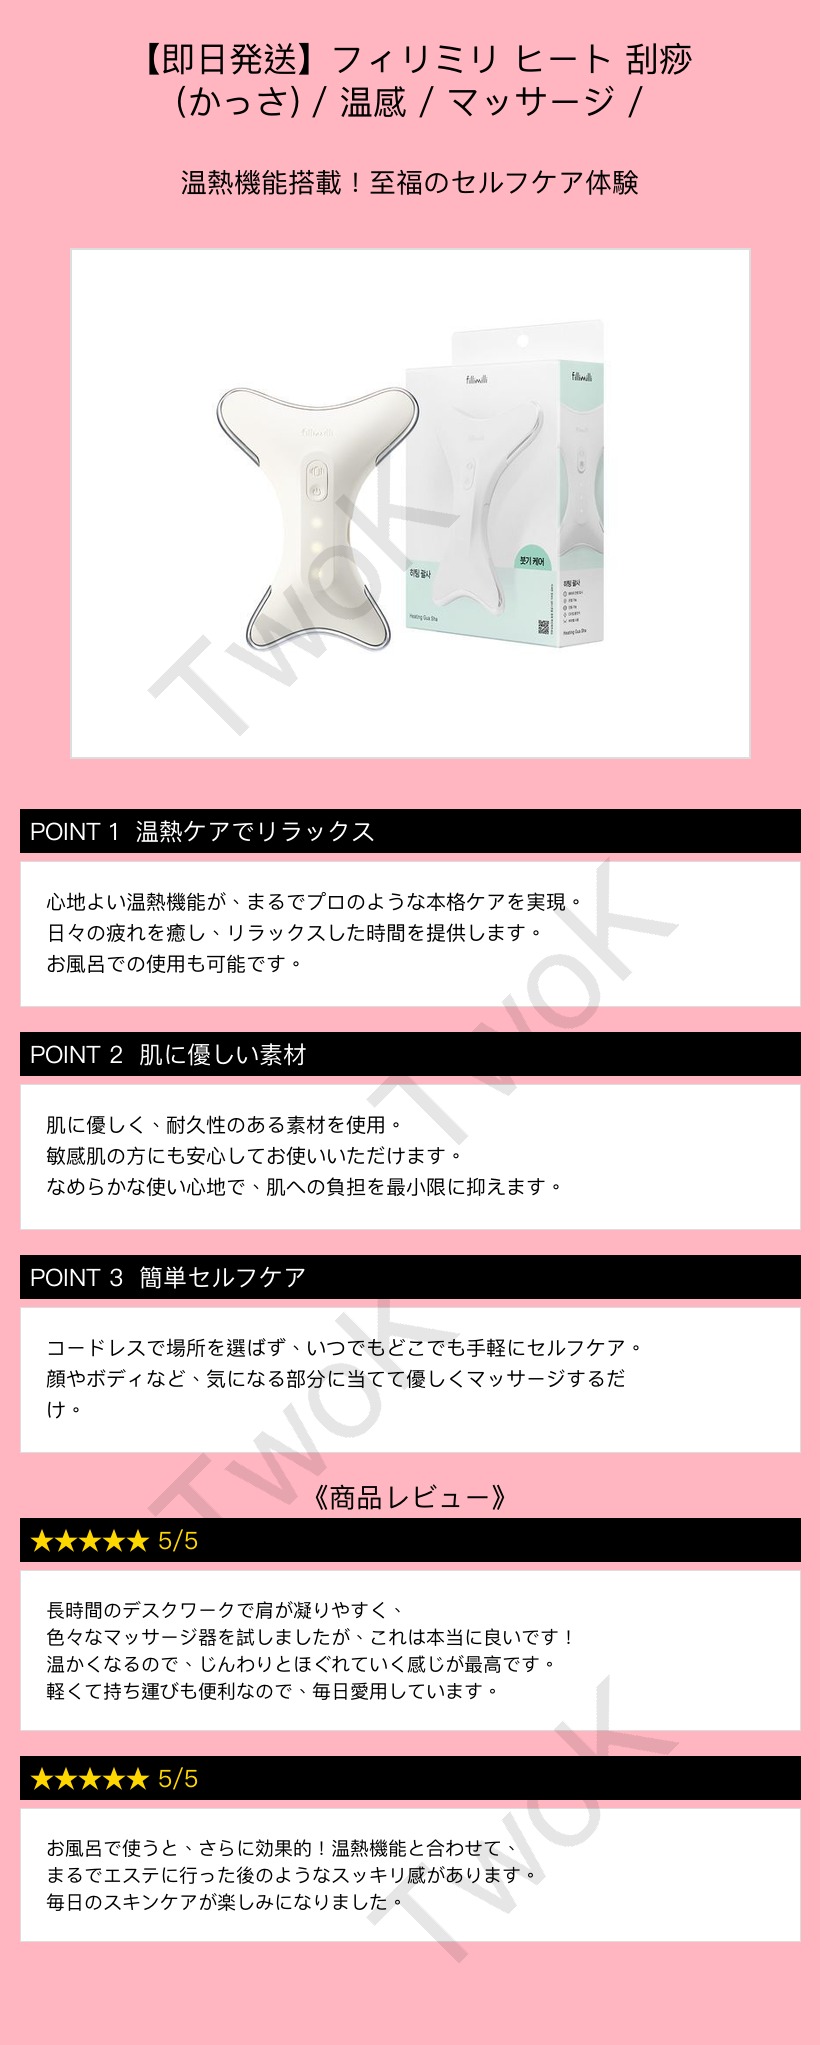 【即日発送】フィリミリ ヒート 刮痧
(かっさ) / 温感 / マッサージ /
温熱機能搭載！至福のセルフケア体験
fillimilli
fillimilli
fillimilli
붓기 케어
히팅 괄사
히팅 괄사
Heating Gua Sha
Heating Gua Sha
TwoK
POINT 1 温熱ケアでリラックス
心地よい温熱機能が、まるでプロのような本格ケアを実現。
日々の疲れを癒し、リラックスした時間を提供します。
お風呂での使用も可能です。
TwoK
POINT 2 肌に優しい素材
肌に優しく、耐久性のある素材を使用。
敏感肌の方にも安心してお使いいただけます。
なめらかな使い心地で、肌への負担を最小限に抑えます。
POINT 3 簡単セルフケア
コードレスで場所を選ばず、いつでもどこでも手軽にセルフケア。
顔やボディなど、気になる部分に当てて優しくマッサージするだ
け。
TwoK
《商品レビュー》
★★★★★ 5/5
長時間のデスクワークで肩が凝りやすく、
色々なマッサージ器を試しましたが、これは本当に良いです！
温かくなるので、じんわりとほぐれていく感じが最高です。
軽くて持ち運びも便利なので、毎日愛用しています。
★★★★★ 5/5
お風呂で使うと、さらに効果的！温熱機能と合わせて、
まるでエステに行った後のようなスッキリ感があります。
毎日のスキンケアが楽しみになりました。
TwoK